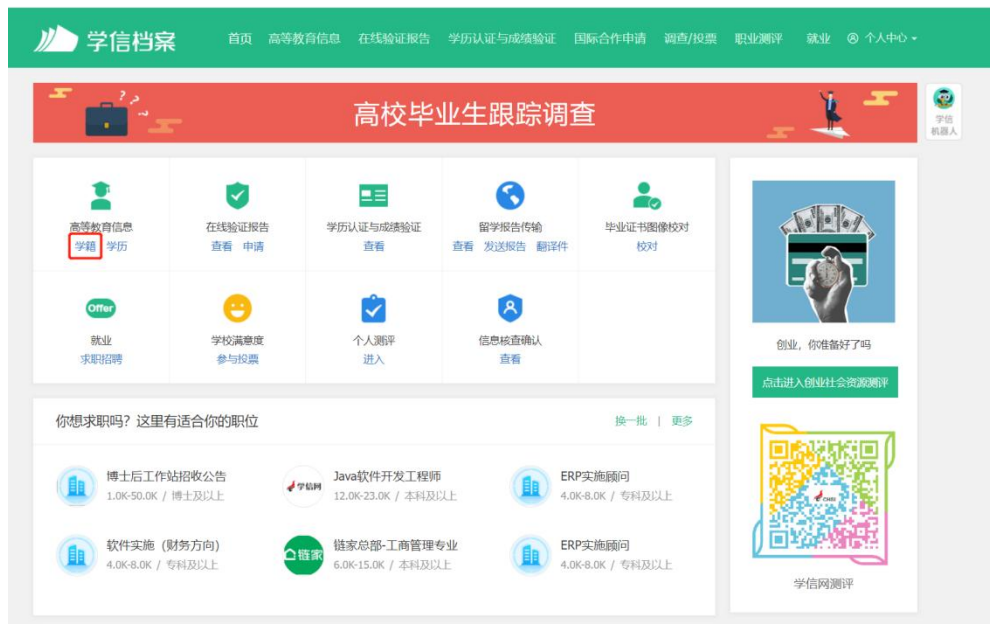 学信档案
首页 高等教育信息 在线验证报告 学历认证与成绩验证 国际合作申请 调查/投票 职业测评 就业 个人中心
高校毕业生跟踪调查
学信
机器人
高等教育信息 在线验证报告 学历认证与成绩验证 留学报告传输 毕业证书图像校对
学籍 学历 查看 申请 查看 查看 发送报告 翻译件 校对
Offer
就业 学校满意度 个人测评 信息核查确认
求职招聘 参与投票 进入 查看
创业，你准备好了吗
点击进入创业社会资源测评
你想求职吗？这里有适合你的职位 换一批 | 更多
博士后工作站招收公告 Java软件开发工程师 ERP实施顾问
学信网
1.0K-50.0K / 博士及以上 12.0K-23.0K / 本科及以上 4.0K-8.0K / 专科及以上
软件实施（财务方向） 链家总部-工商管理专业 ERP实施顾问
链家
4.0K-8.0K / 专科及以上 6.0K-15.0K / 本科及以上 4.0K-8.0K / 专科及以上
学信网测评